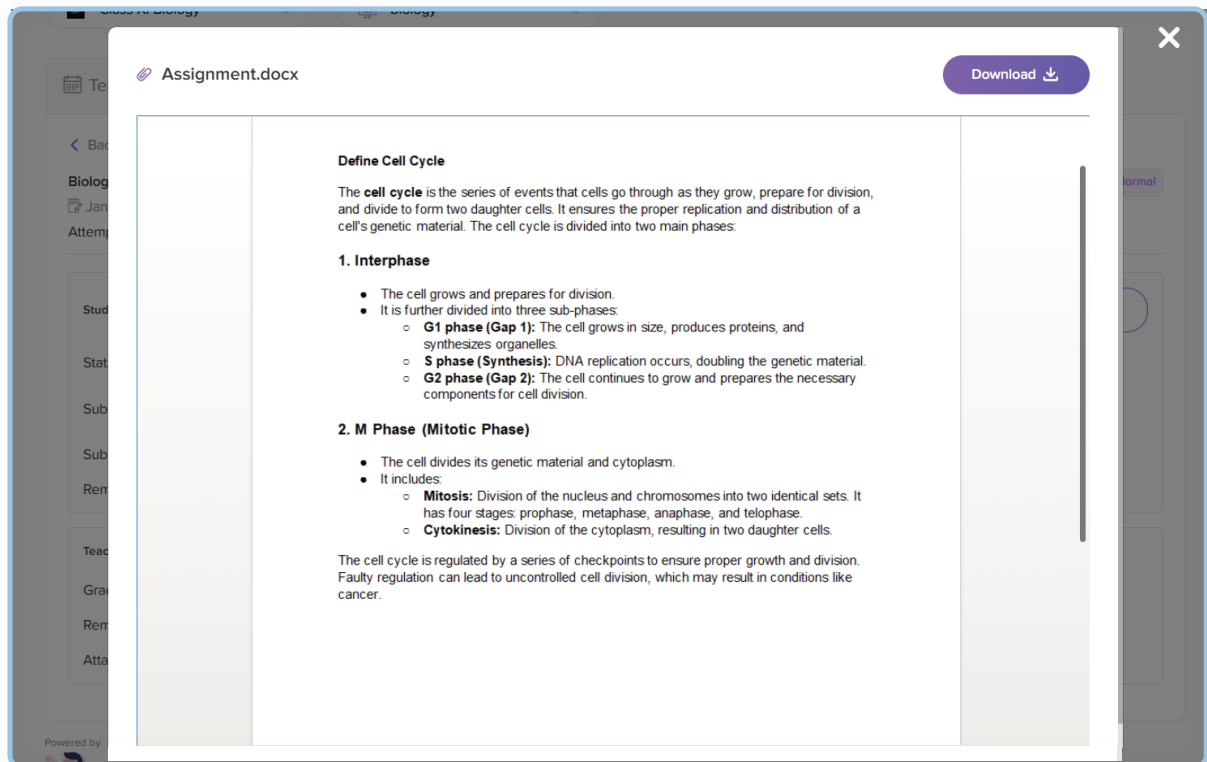 Class XI Biology
biology
Assignment.docx
Download
Te
Bac
Biolog
Jan
Attemp
ormal
Stud
Stat
Sub
Sub
Rem
Teac
Grad
Rem
Atta
Define Cell Cycle
The cell cycle is the series of events that cells go through as they grow, prepare for division,
and divide to form two daughter cells. It ensures the proper replication and distribution of a
cell's genetic material. The cell cycle is divided into two main phases:
1. Interphase
● The cell grows and prepares for division.
● It is further divided into three sub-phases:
○ G1 phase (Gap 1): The cell grows in size, produces proteins, and
synthesizes organelles.
○ S phase (Synthesis): DNA replication occurs, doubling the genetic material.
○ G2 phase (Gap 2): The cell continues to grow and prepares the necessary
components for cell division.
2. M Phase (Mitotic Phase)
● The cell divides its genetic material and cytoplasm.
● It includes:
○ Mitosis: Division of the nucleus and chromosomes into two identical sets. It
has four stages: prophase, metaphase, anaphase, and telophase.
○ Cytokinesis: Division of the cytoplasm, resulting in two daughter cells.
The cell cycle is regulated by a series of checkpoints to ensure proper growth and division.
Faulty regulation can lead to uncontrolled cell division, which may result in conditions like
cancer.
Powered by